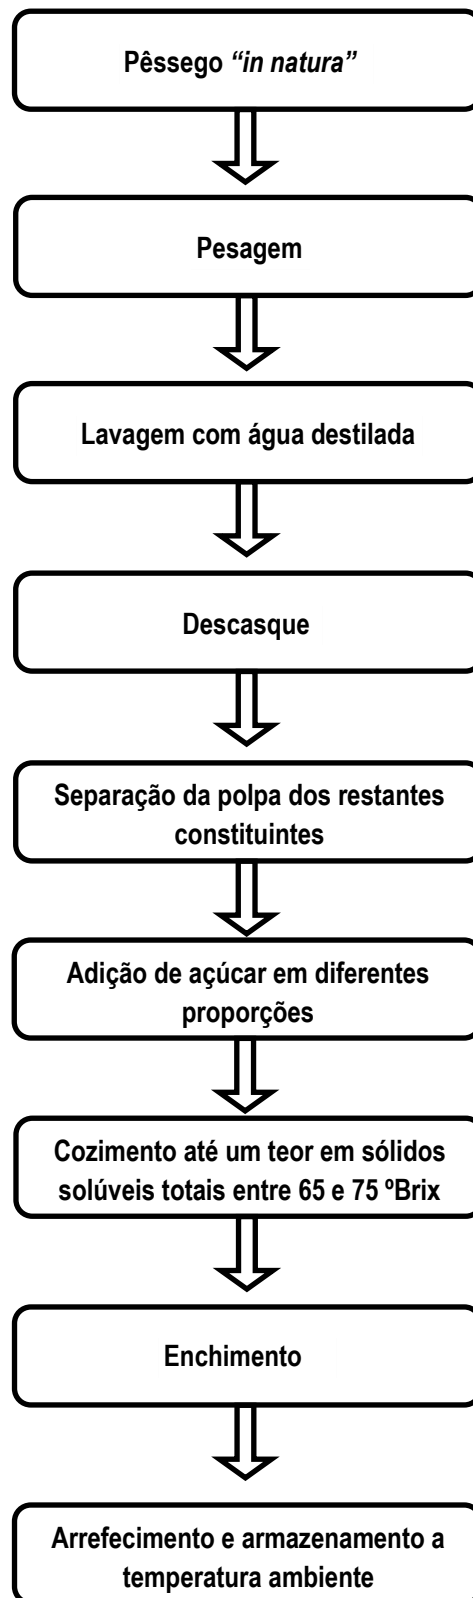 Pêssego “in natura”
Pesagem
Lavagem com água destilada
Descasque
Separação da polpa dos restantes
constituintes
Adição de açúcar em diferentes
proporções
Cozimento até um teor em sólidos
solúveis totais entre 65 e 75 ºBrix
Enchimento
Arrefecimento e armazenamento a
temperatura ambiente